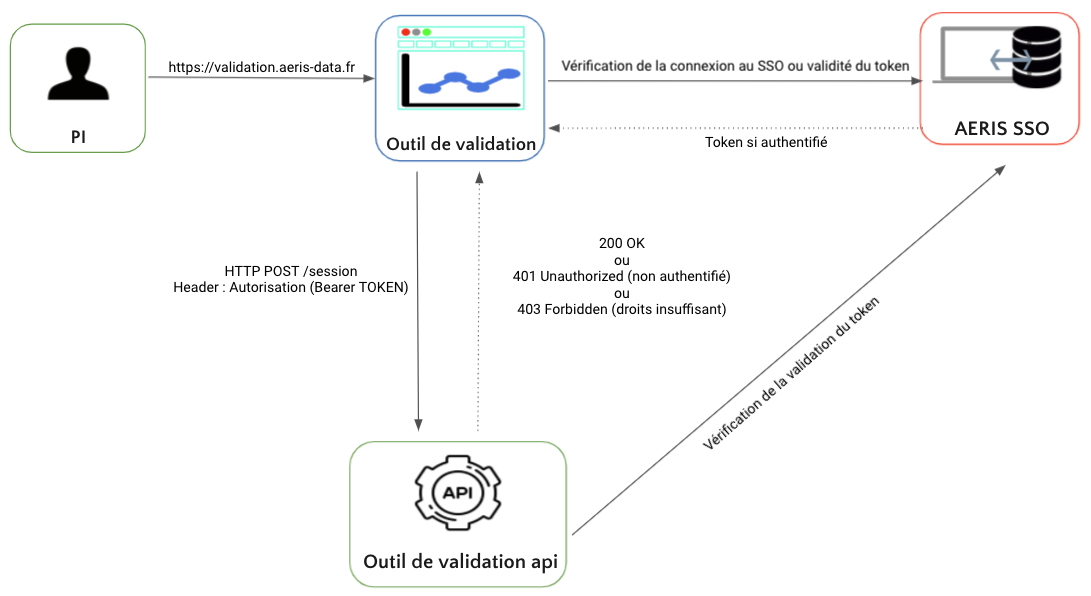 https://validation.aeris-data.fr
PI
Outil de validation
Vérification de la connexion au SSO ou validité du token
AERIS SSO
Token si authentifié
HTTP POST /session
Header : Autorisation (Bearer TOKEN)
200 OK
ou
401 Unauthorized (non authentifié)
ou
403 Forbidden (droits insuffisant)
Vérification de la validation du token
API
Outil de validation api